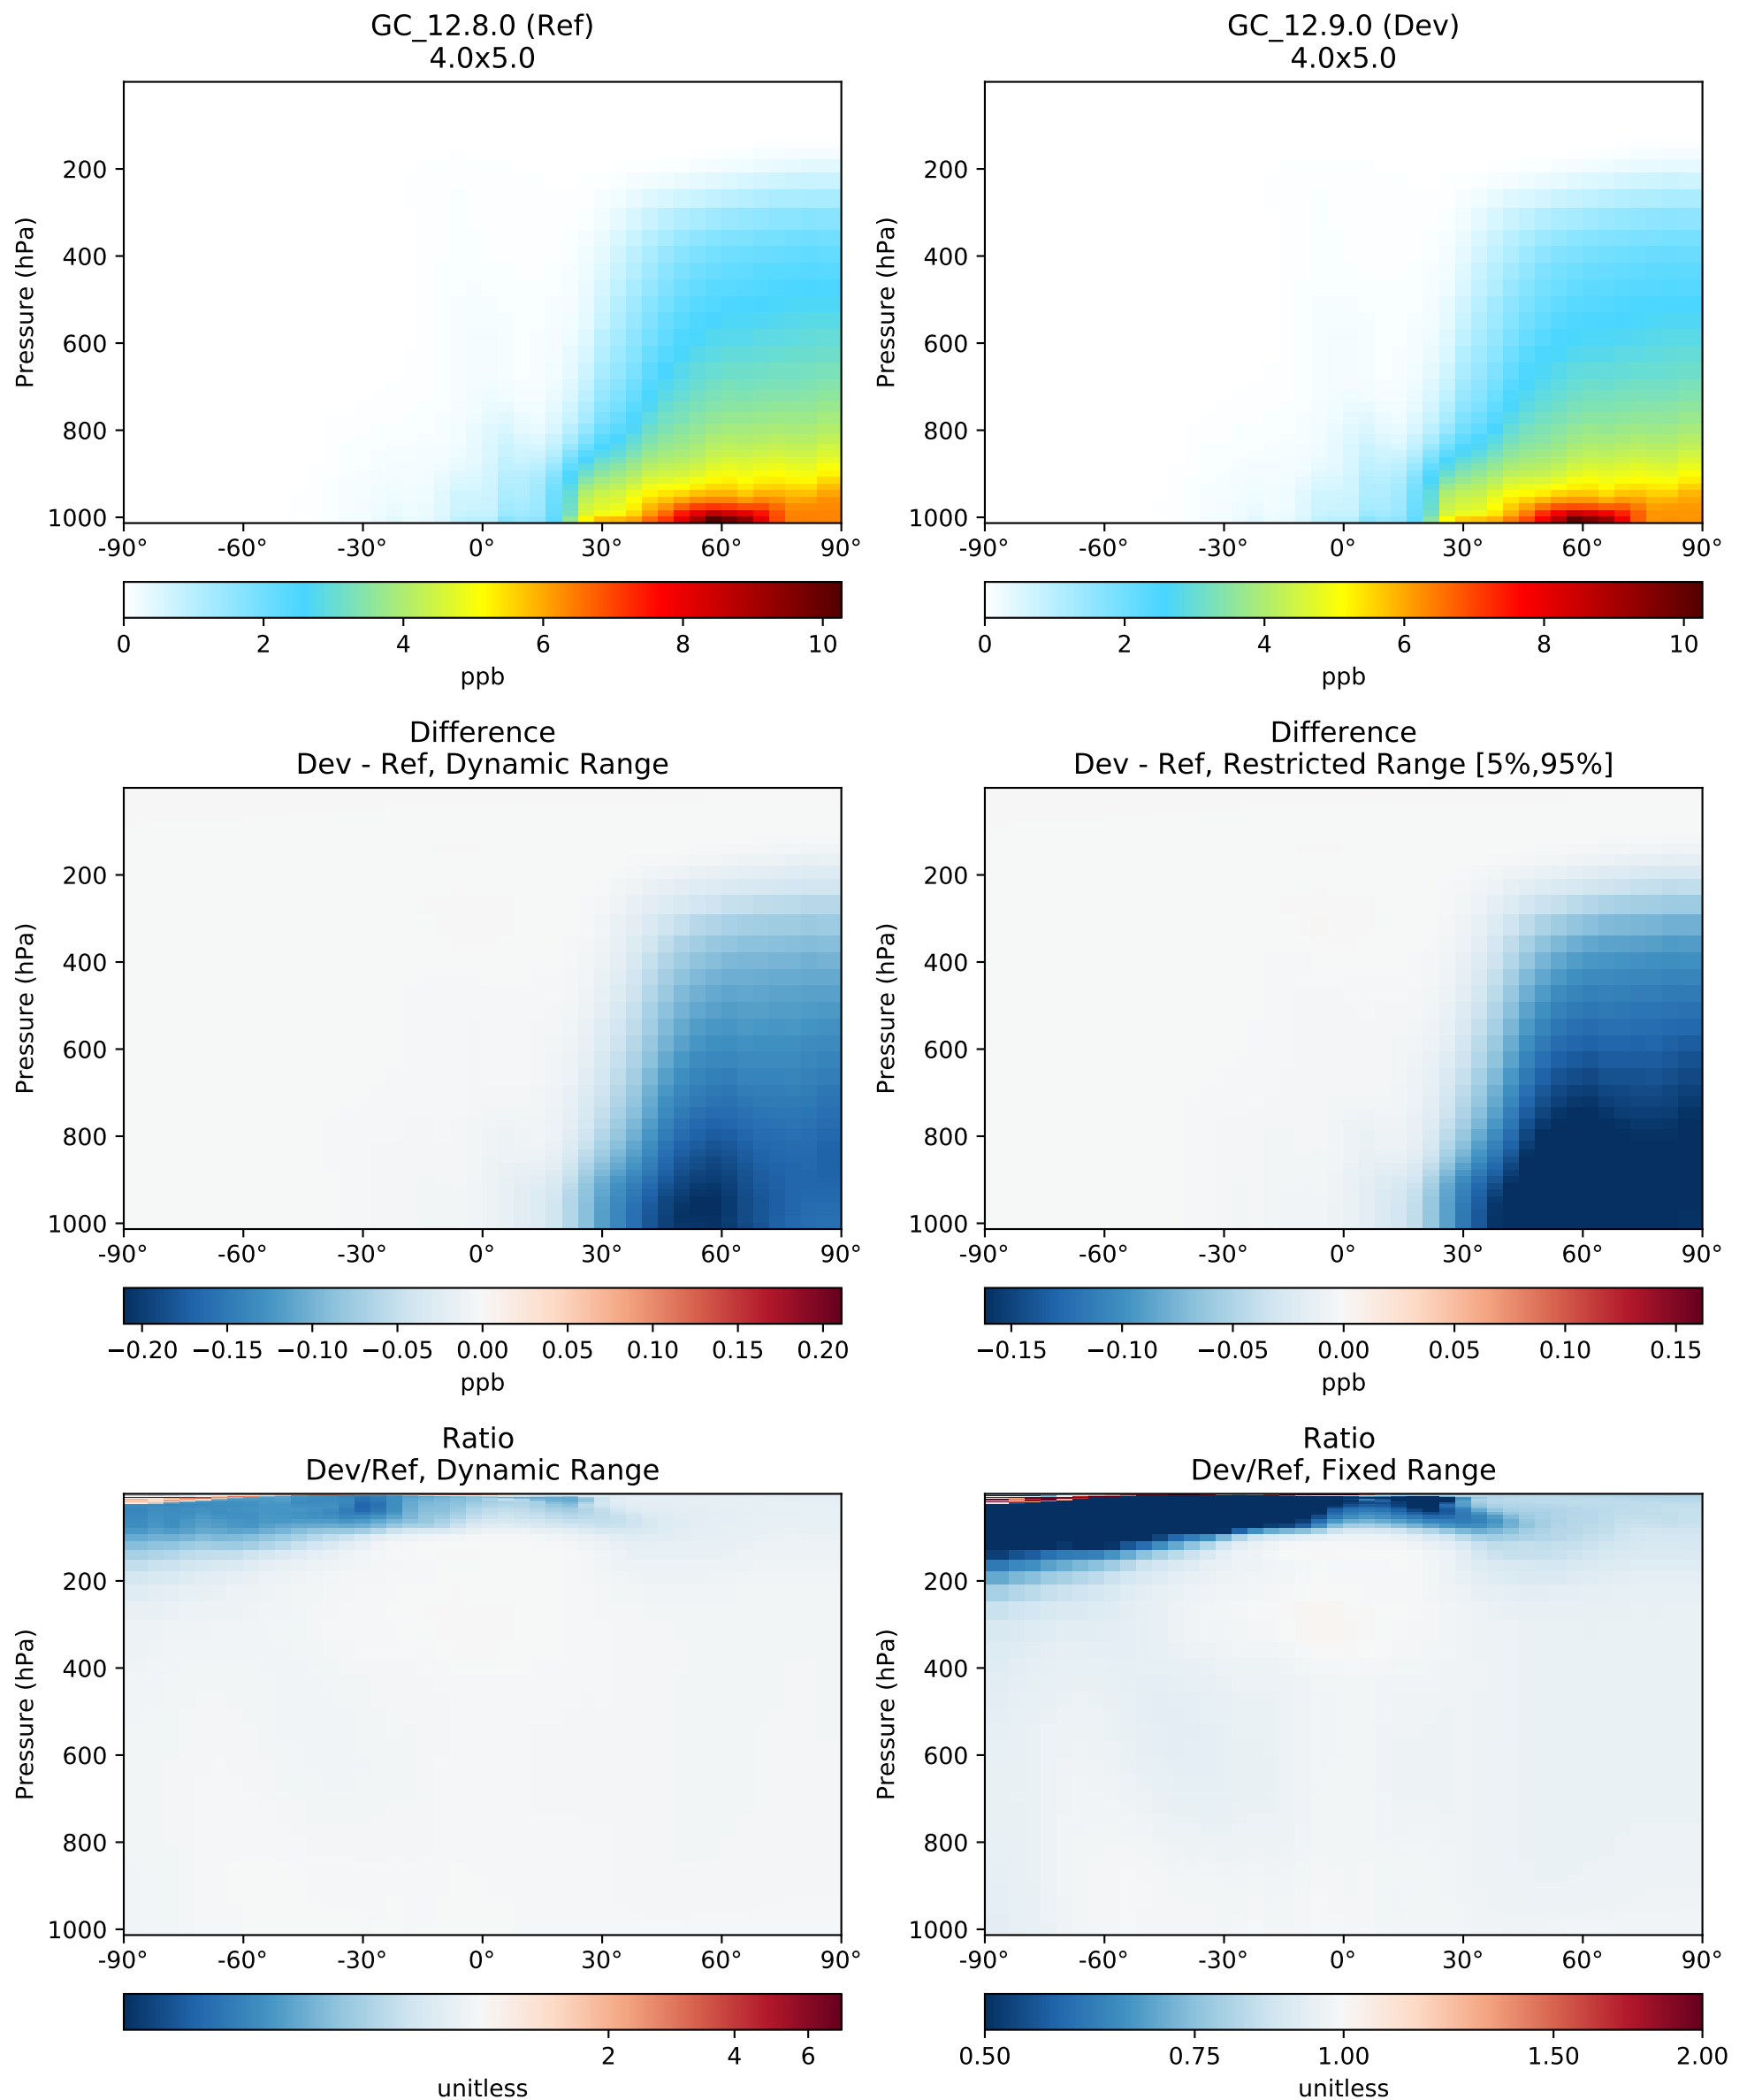 GC_12.8.0 (Ref)
4.0x5.0
Pressure (hPa)
200
400
600
800
1000
-90° -60° -30° 0° 30° 60° 90°
0 2 4 6 8 10
ppb
GC_12.9.0 (Dev)
4.0x5.0
Pressure (hPa)
200
400
600
800
1000
-90° -60° -30° 0° 30° 60° 90°
0 2 4 6 8 10
ppb
Difference
Dev - Ref, Dynamic Range
Pressure (hPa)
200
400
600
800
1000
-90° -60° -30° 0° 30° 60° 90°
−0.20 −0.15 −0.10 −0.05 0.00 0.05 0.10 0.15 0.20
ppb
Difference
Dev - Ref, Restricted Range [5%,95%]
Pressure (hPa)
200
400
600
800
1000
-90° -60° -30° 0° 30° 60° 90°
−0.15 −0.10 −0.05 0.00 0.05 0.10 0.15
ppb
Ratio
Dev/Ref, Dynamic Range
Pressure (hPa)
200
400
600
800
1000
-90° -60° -30° 0° 30° 60° 90°
2 4 6
unitless
Ratio
Dev/Ref, Fixed Range
Pressure (hPa)
200
400
600
800
1000
-90° -60° -30° 0° 30° 60° 90°
0.50 0.75 1.00 1.50 2.00
unitless